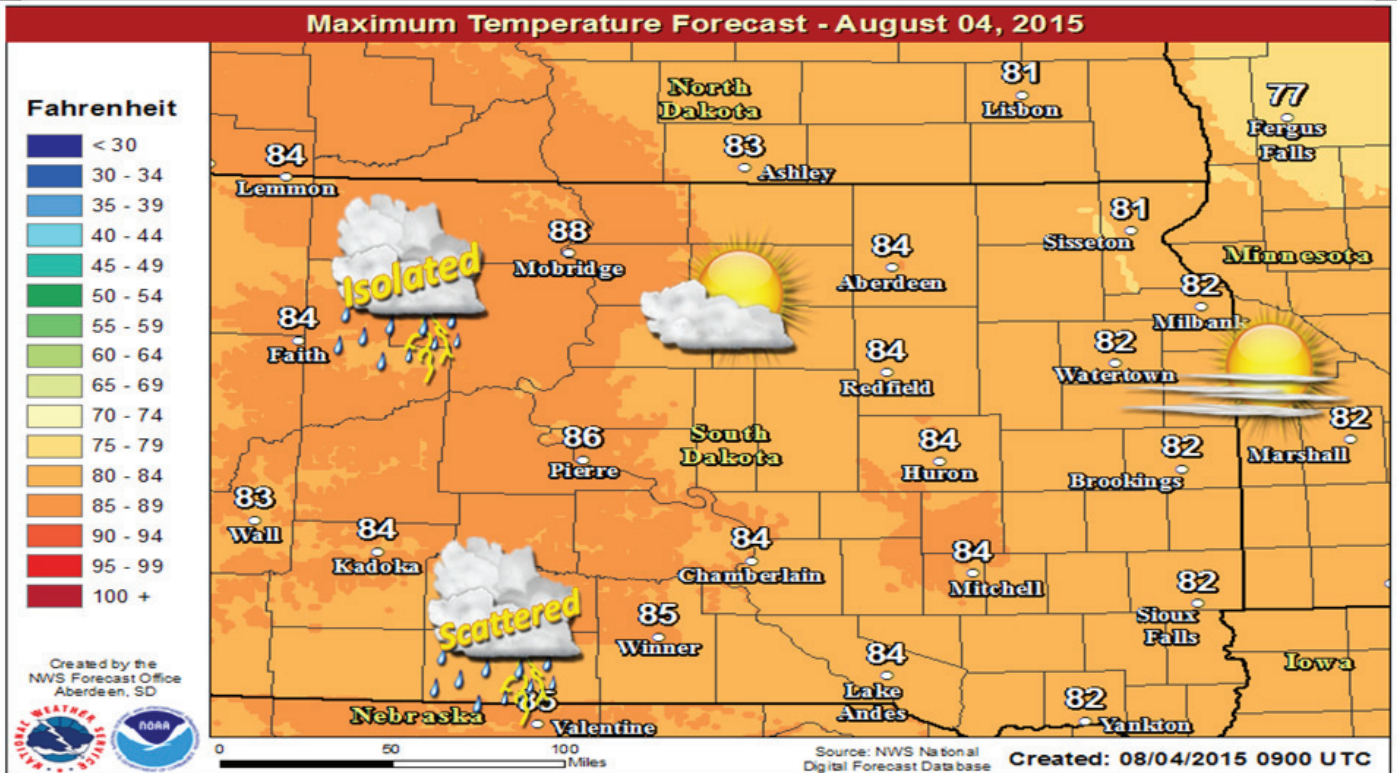 Maximum Temperature Forecast - August 04, 2015
Fahrenheit
< 30
30 - 34
35 - 39
40 - 44
45 - 49
50 - 54
55 - 59
60 - 64
65 - 69
70 - 74
75 - 79
80 - 84
85 - 89
90 - 94
95 - 99
100 +
Created by the
NWS Forecast Office
Aberdeen, SD
NATIONAL WEATHER SERVICE
NOAA
North
Dakota
81
Lisbon
77
Fergus
Falls
84
Lemmon
83
Ashley
81
Sisseton
Minnesota
88
Mobridge
Isolated
84
Aberdeen
82
Milbank
84
Faith
84
Redfield
82
Watertown
82
Marshall
86
Pierre
South
Dakota
84
Huron
82
Brookings
83
Wall
84
Kadoka
84
Chamberlain
84
Mitchell
82
Sioux
Falls
Scattered
85
Winner
84
Lake
Andes
Iowa
Nebraska
85
Valentine
82
Yankton
0 50 100
Miles
Source: NWS National
Digital Forecast Database
Created: 08/04/2015 0900 UTC